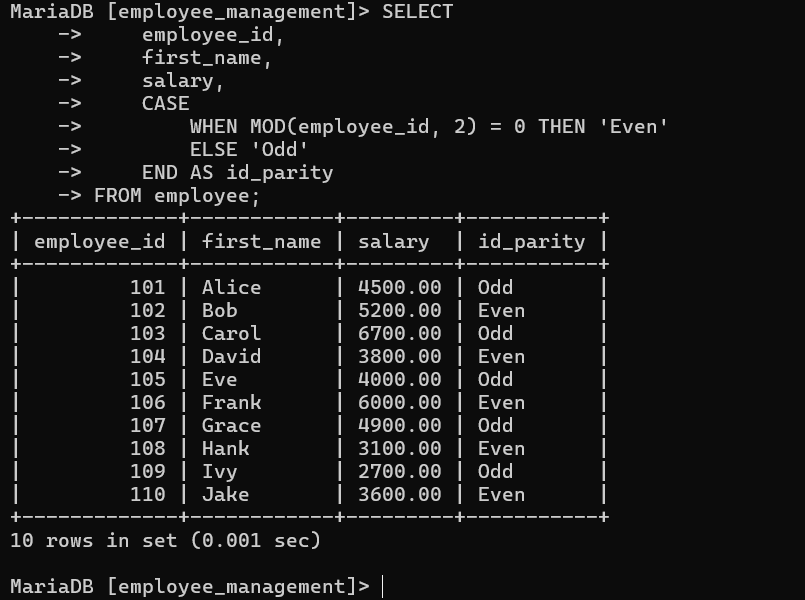 MariaDB [employee_management]> SELECT
    ->     employee_id,
    ->     first_name,
    ->     salary,
    ->     CASE
    ->         WHEN MOD(employee_id, 2) = 0 THEN 'Even'
    ->         ELSE 'Odd'
    ->     END AS id_parity
    -> FROM employee;
+-------------+------------+---------+-----------+
| employee_id | first_name | salary  | id_parity |
+-------------+------------+---------+-----------+
|         101 | Alice      | 4500.00 | Odd       |
|         102 | Bob        | 5200.00 | Even      |
|         103 | Carol      | 6700.00 | Odd       |
|         104 | David      | 3800.00 | Even      |
|         105 | Eve        | 4000.00 | Odd       |
|         106 | Frank      | 6000.00 | Even      |
|         107 | Grace      | 4900.00 | Odd       |
|         108 | Hank       | 3100.00 | Even      |
|         109 | Ivy        | 2700.00 | Odd       |
|         110 | Jake       | 3600.00 | Even      |
+-------------+------------+---------+-----------+
10 rows in set (0.001 sec)

MariaDB [employee_management]>